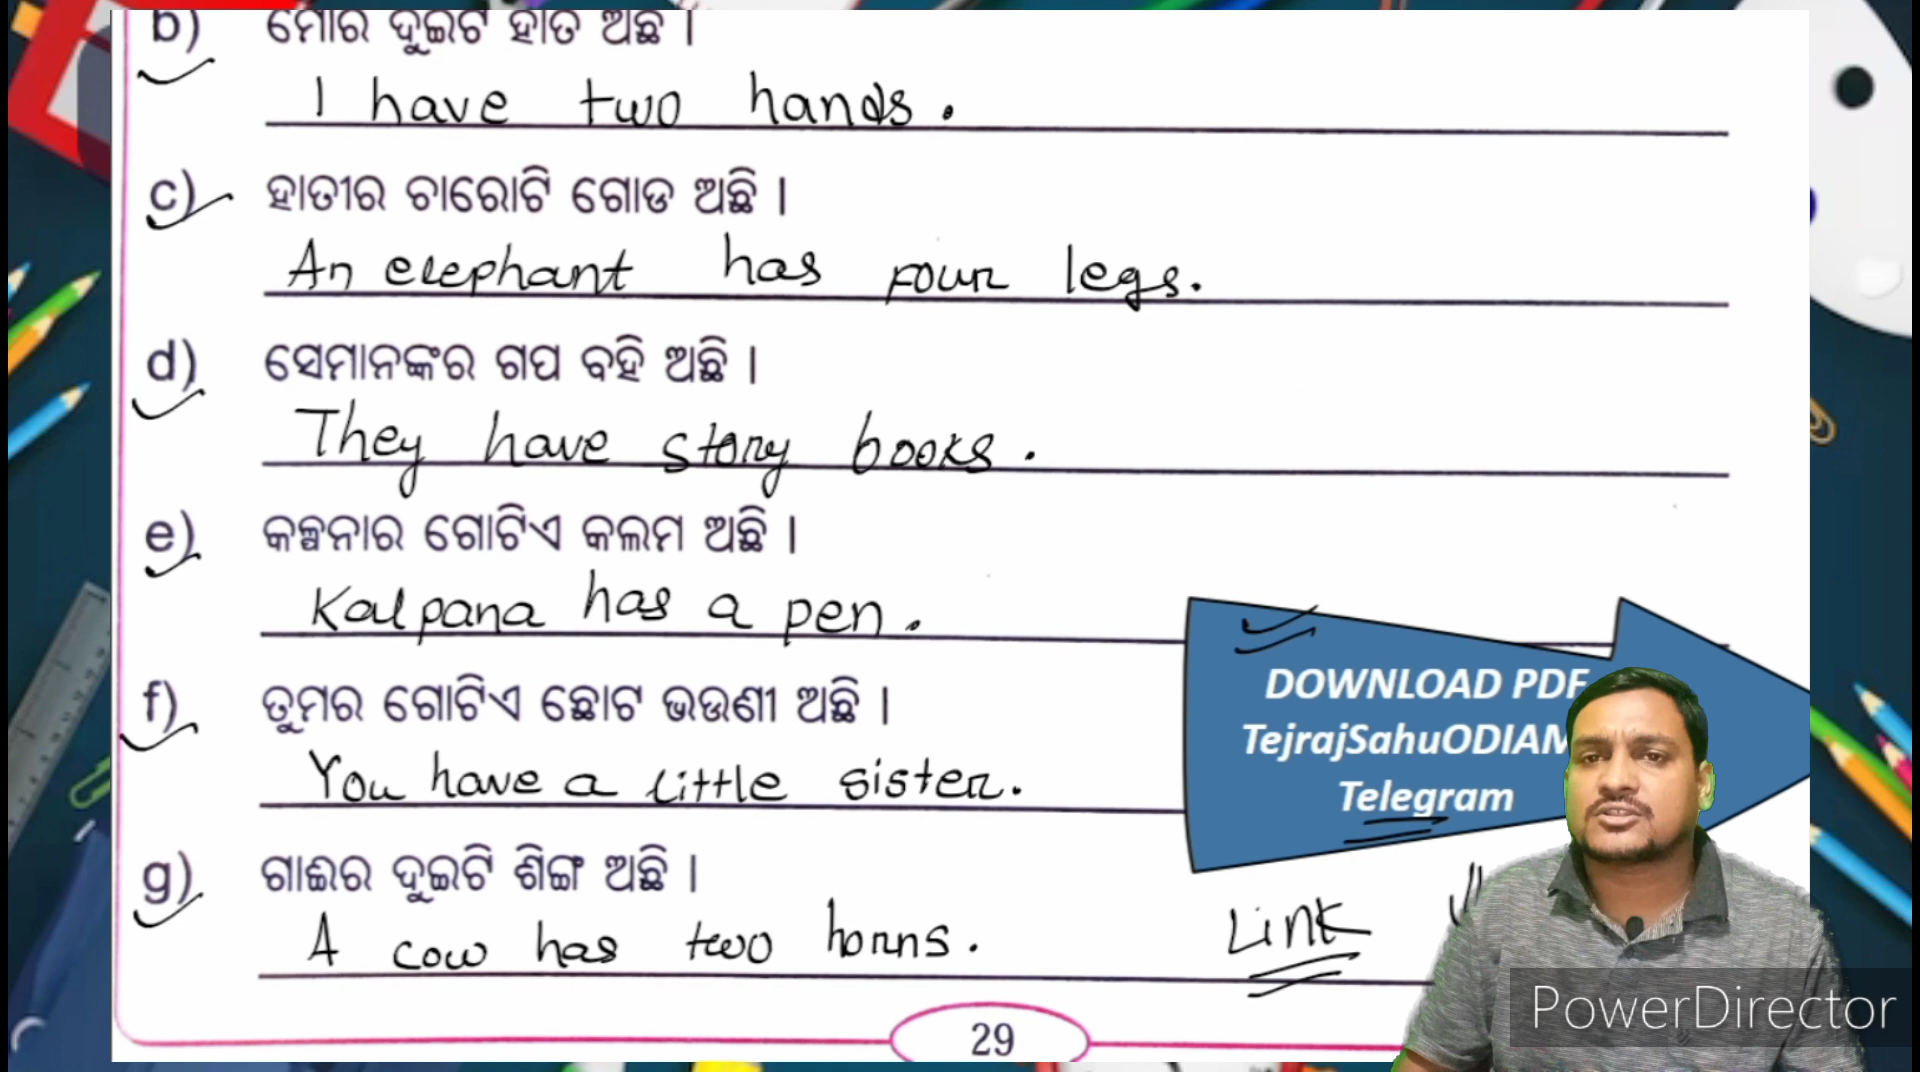 b) ମୋର ଦୁଇଟି ହାତ ଅଛି ।
I have two hands.
c) ହାତୀର ଚାରୋଟି ଗୋଡ ଅଛି ।
An elephant has four legs.
d) ସେମାନଙ୍କର ଗପ ବହି ଅଛି ।
They have story books.
e) କଳ୍ପନାର ଗୋଟିଏ କଲମ ଅଛି ।
Kalpana has a pen.
f) ତୁମର ଗୋଟିଏ ଛୋଟ ଭଉଣୀ ଅଛି ।
You have a little sister.
g) ଗାଈର ଦୁଇଟି ଶିଙ୍ଗ ଅଛି ।
A cow has two horns.
DOWNLOAD PDF
Telegram
Link
29
PowerDirector